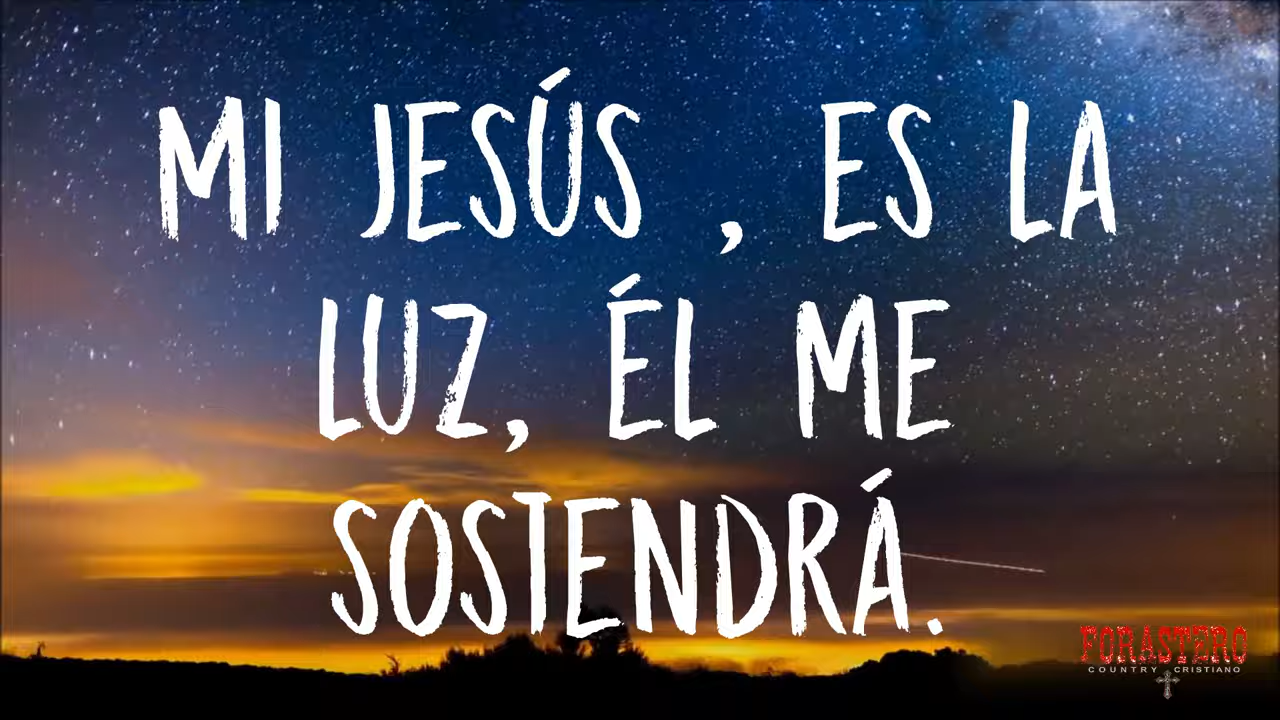 MI JESÚS , ES LA
LUZ, ÉL ME
SOSTENDRÁ.
FORASTERO
COUNTRY CRISTIANO